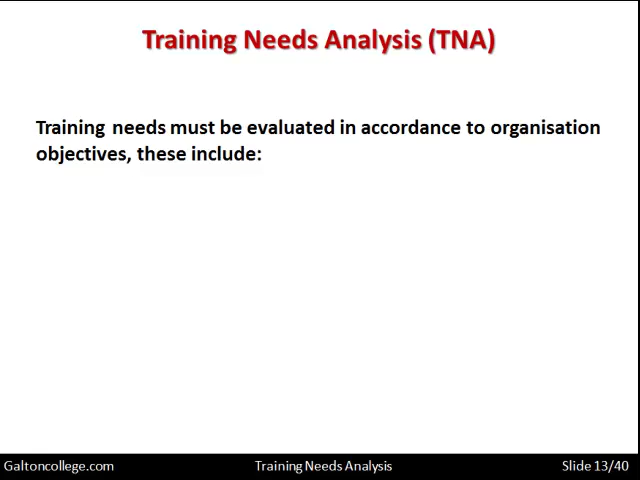 Training Needs Analysis (TNA)
Training needs must be evaluated in accordance to organisation
objectives, these include:
Galtoncollege.com Training Needs Analysis Slide 13/40